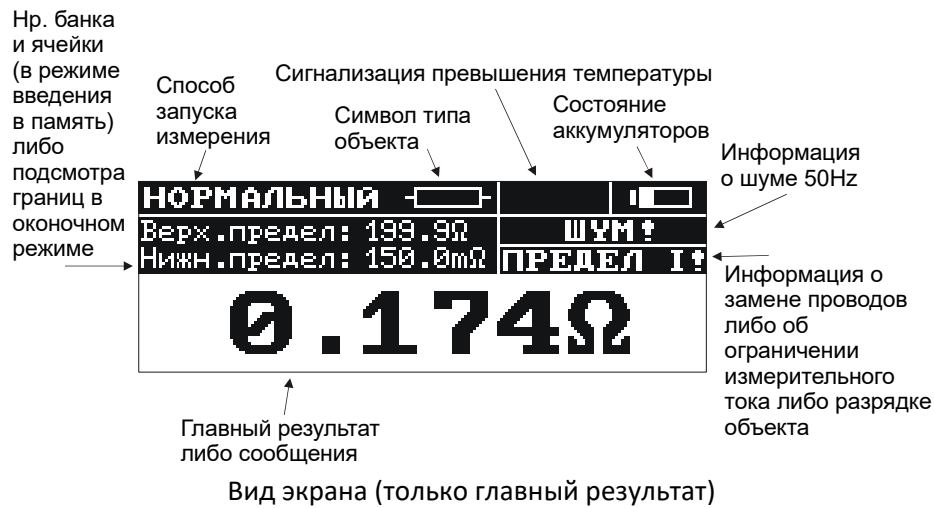 Нр. банка
и ячейки
(в режиме
введения
в память)
либо
подсмотра
границ в
оконочном
режиме
Способ
запуска
измерения
Сигнализация превышения температуры
Символ типа
объекта
Состояние
аккумуляторов
Информация
о шуме 50Hz
НОРМАЛЬНЫЙ
Верх.предел: 199.9Ω
Нижн.предел: 150.0mΩ
ШУМ!
ПРЕДЕЛ I!
0.174Ω
Информация о
замене проводов
либо об
ограничении
измерительного
тока либо разрядке
объекта
Главный результат
либо сообщения
Вид экрана (только главный результат)